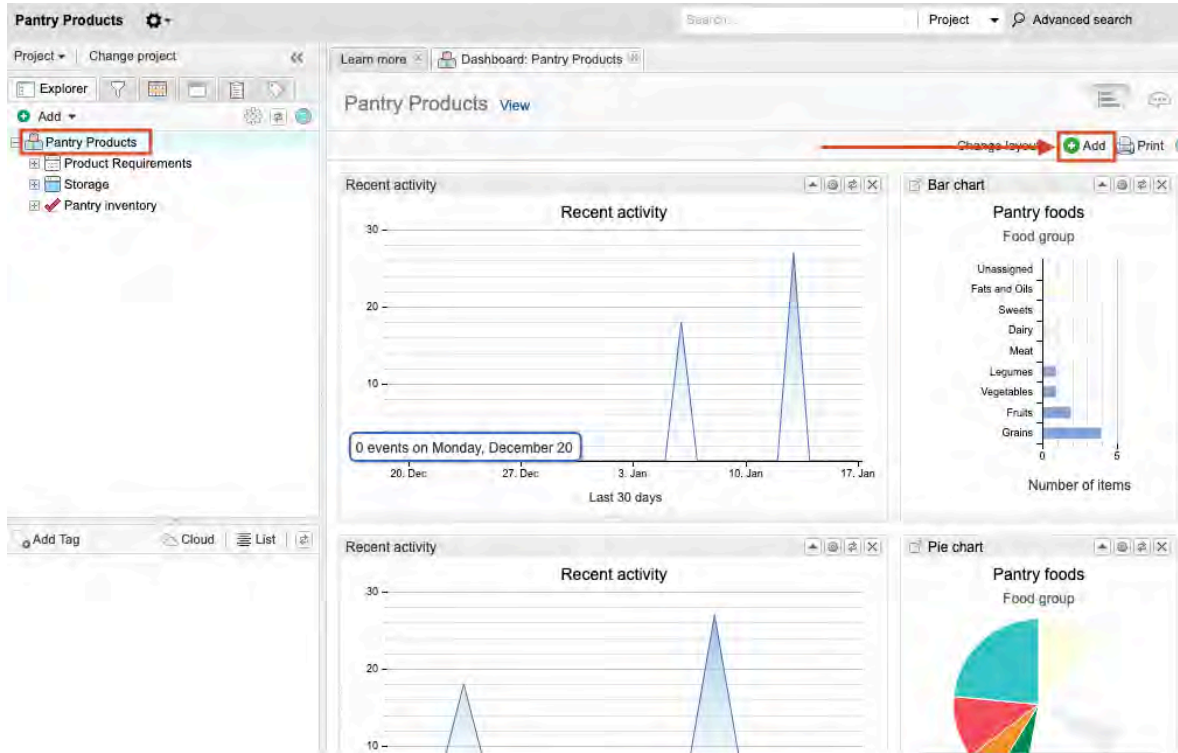 Pantry Products
Search...
Project
Advanced search
Project
Change project
Learn more
Dashboard: Pantry Products
Explorer
Add
Pantry Products View
Pantry Products
Product Requirements
Storage
Pantry inventory
Change layout
Add
Print
Recent activity
Recent activity
30
20
10
0 events on Monday, December 20
20. Dec
27. Dec
3. Jan
10. Jan
17. Jan
Last 30 days
Bar chart
Pantry foods
Food group
Unassigned
Fats and Oils
Sweets
Dairy
Meat
Legumes
Vegetables
Fruits
Grains
0
5
Number of items
Add Tag
Cloud
List
Recent activity
Recent activity
30
20
10
Pie chart
Pantry foods
Food group